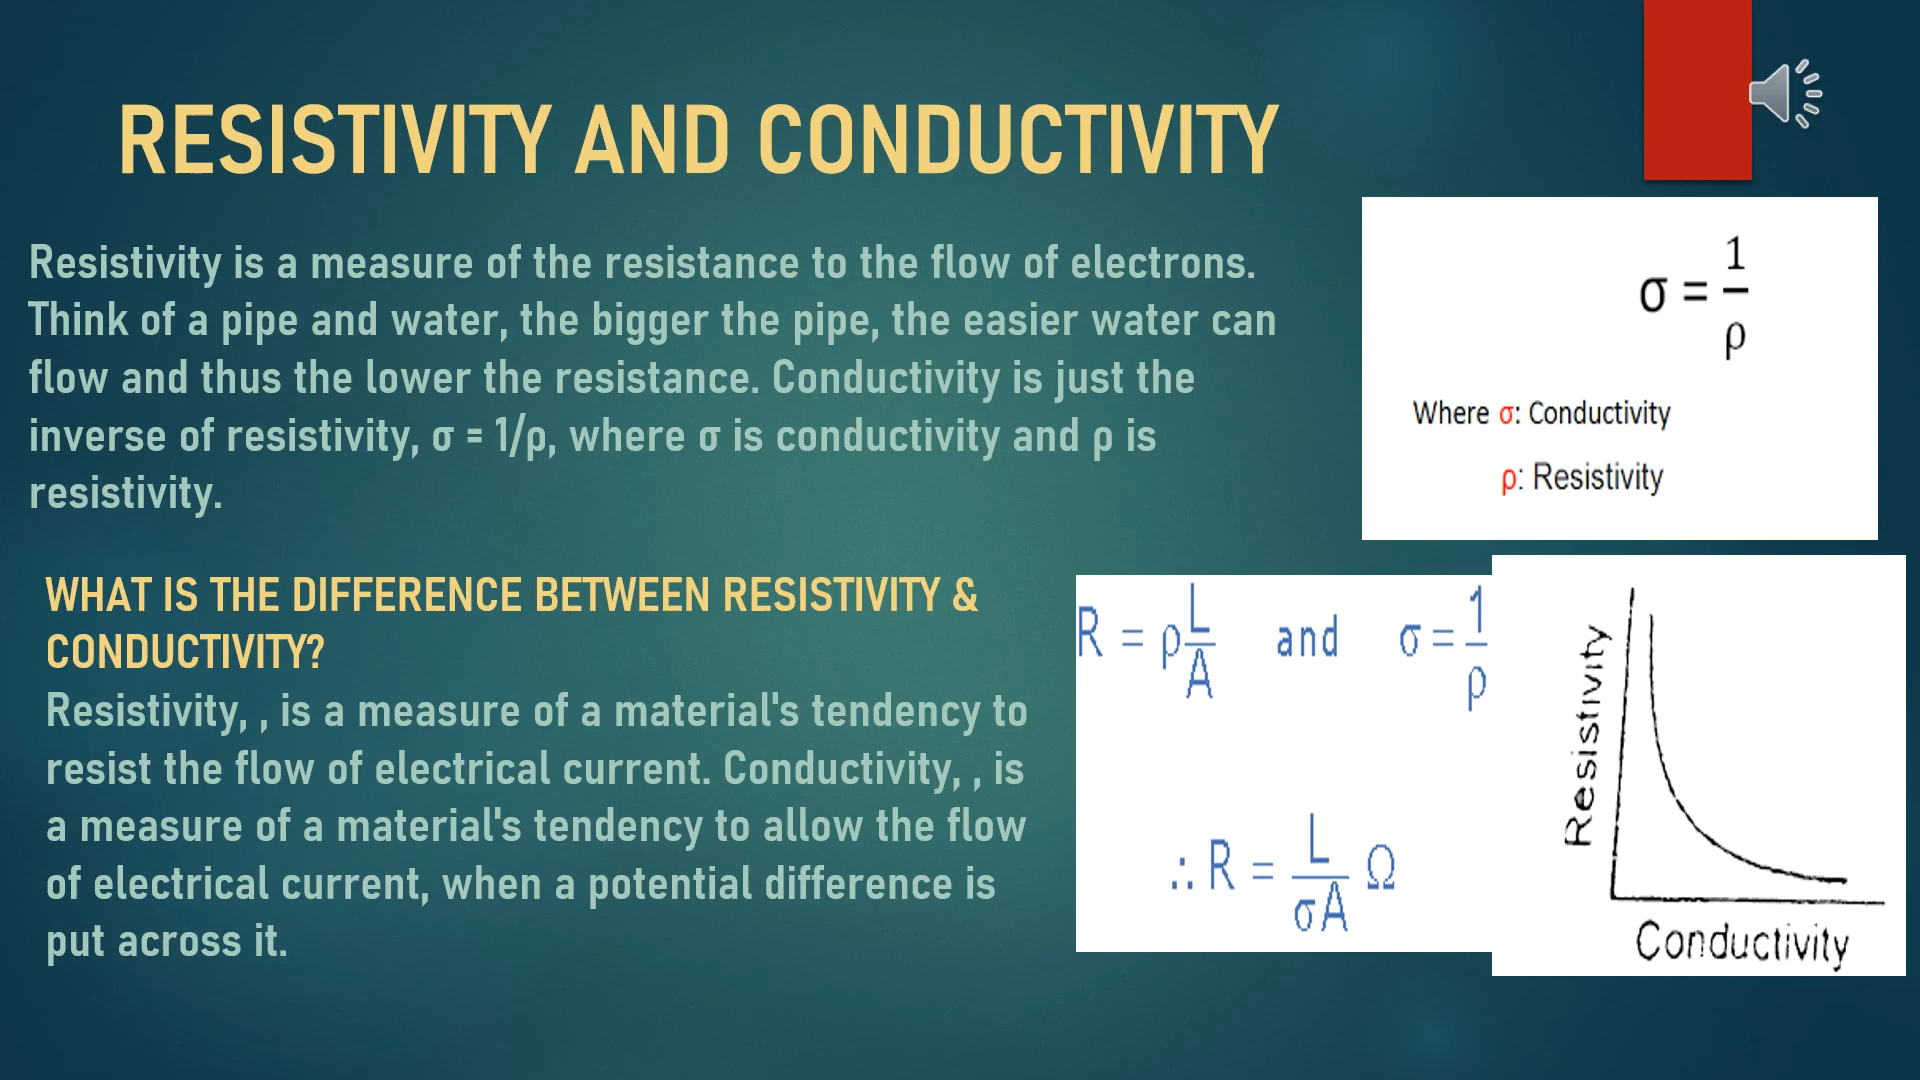 RESISTIVITY AND CONDUCTIVITY
Resistivity is a measure of the resistance to the flow of electrons.
Think of a pipe and water, the bigger the pipe, the easier water can
flow and thus the lower the resistance. Conductivity is just the
inverse of resistivity, σ = 1/ρ, where σ is conductivity and ρ is
resistivity.
σ = 1/ρ
Where σ: Conductivity
ρ: Resistivity
WHAT IS THE DIFFERENCE BETWEEN RESISTIVITY &
CONDUCTIVITY?
Resistivity, , is a measure of a material's tendency to
resist the flow of electrical current. Conductivity, , is
a measure of a material's tendency to allow the flow
of electrical current, when a potential difference is
put across it.
R = ρ L/A and σ = 1/ρ
∴ R = L/σA Ω
Resistivity
Conductivity